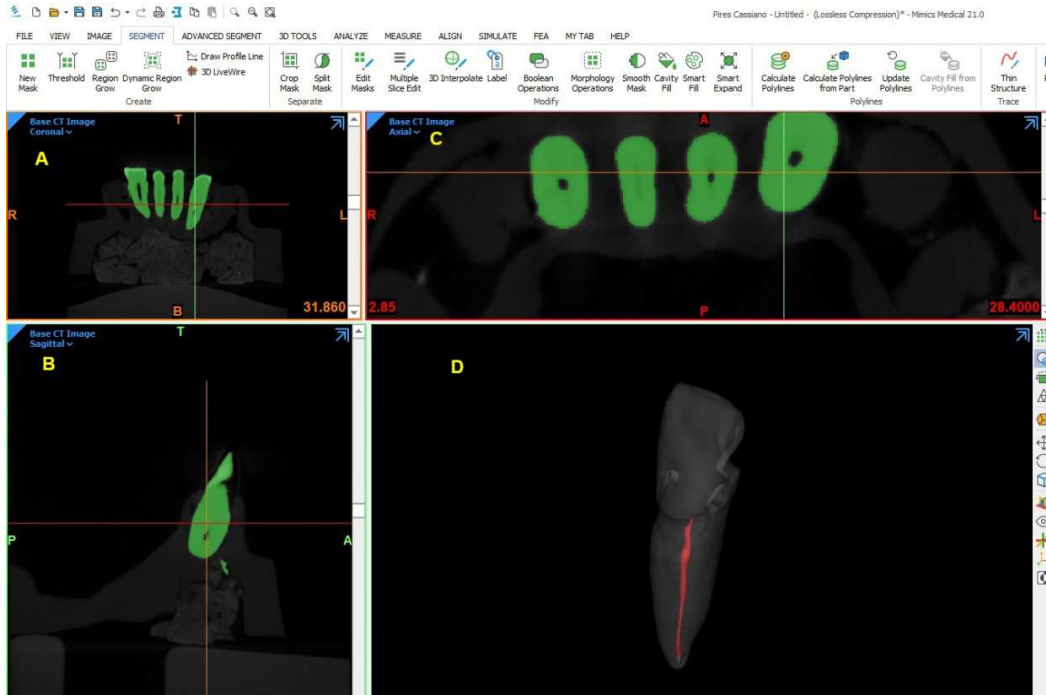 Pires Cassiano - Untitled - (Lossless Compression)* - Mimics Medical 21.0
FILE VIEW IMAGE SEGMENT ADVANCED SEGMENT 3D TOOLS ANALYZE MEASURE ALIGN SIMULATE FEA MY TAB HELP
New Mask
Threshold
Region Grow
Dynamic Region Grow
Draw Profile Line
3D LiveWire
Create
Crop Mask
Split Mask
Separate
Edit Masks
Multiple Slice Edit
3D Interpolate
Label
Boolean Operations
Morphology Operations
Smooth Mask
Cavity Fill
Smart Fill
Smart Expand
Modify
Calculate Polylines
Calculate Polylines from Part
Update Polylines
Cavity Fill from Polylines
Polylines
Thin Structure
Trace
Base CT Image
Coronal
T
A
R
L
B
31.860
Base CT Image
Axial
A
C
R
L
2.85
P
28.4000
Base CT Image
Sagittal
T
B
P
A
D